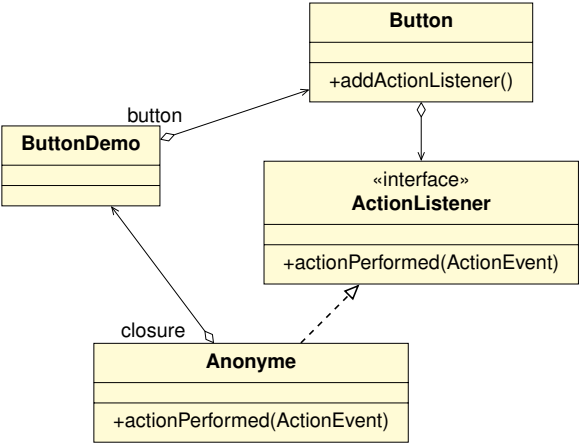 Button
+addActionListener()
button
ButtonDemo
«interface»
ActionListener
+actionPerformed(ActionEvent)
closure
Anonyme
+actionPerformed(ActionEvent)